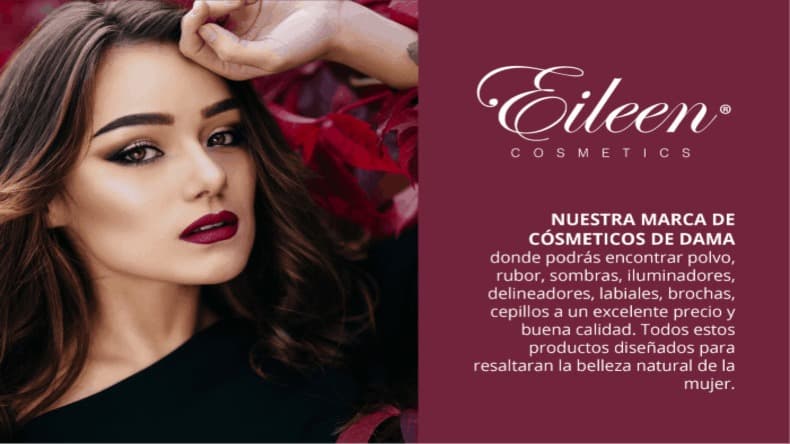 Eileen®
COSMETICS
NUESTRA MARCA DE
CÓSMETICOS DE DAMA
donde podrás encontrar polvo,
rubor, sombras, iluminadores,
delineadores, labiales, brochas,
cepillos a un excelente precio y
buena calidad. Todos estos
productos diseñados para
resaltaran la belleza natural de la
mujer.